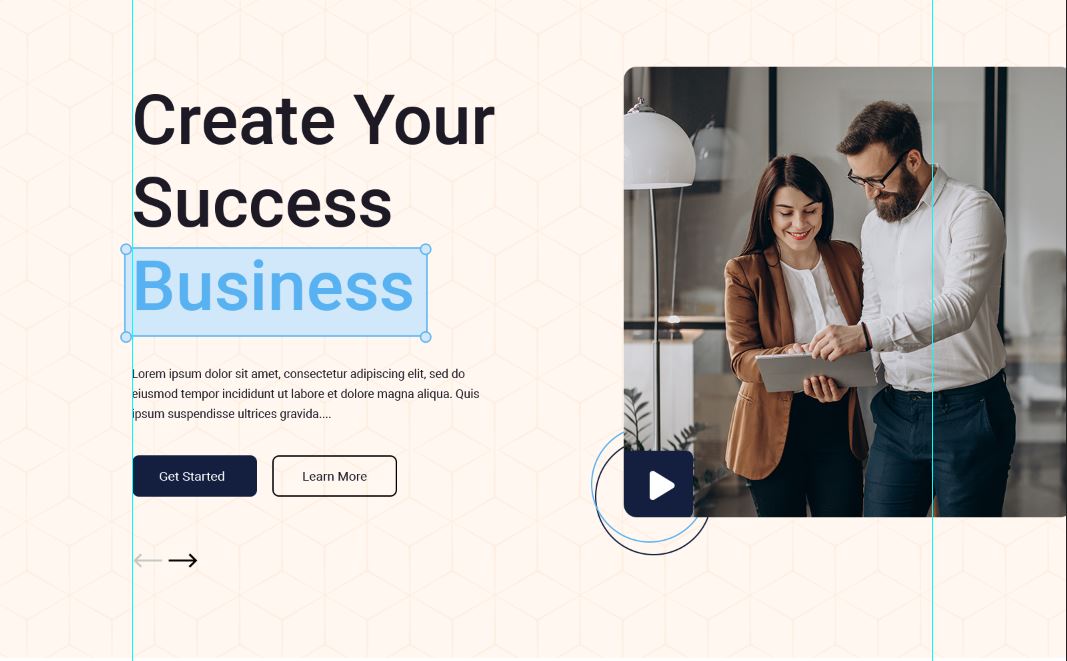 Create Your
Success
Business
Lorem ipsum dolor sit amet, consectetur adipiscing elit, sed do
eiusmod tempor incididunt ut labore et dolore magna aliqua. Quis
ipsum suspendisse ultrices gravida....
Get Started Learn More